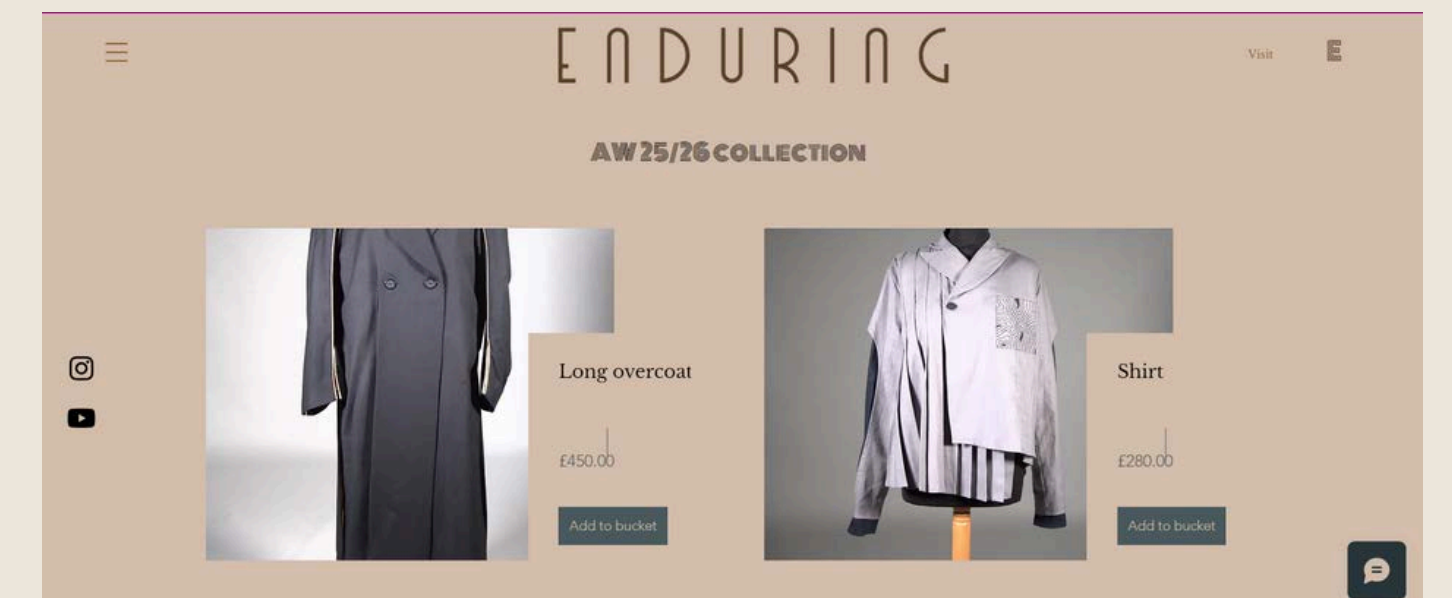 ENDURING
Visit
E
AW 25/26 COLLECTION
Long overcoat
£450.00
Add to bucket
Shirt
£280.00
Add to bucket